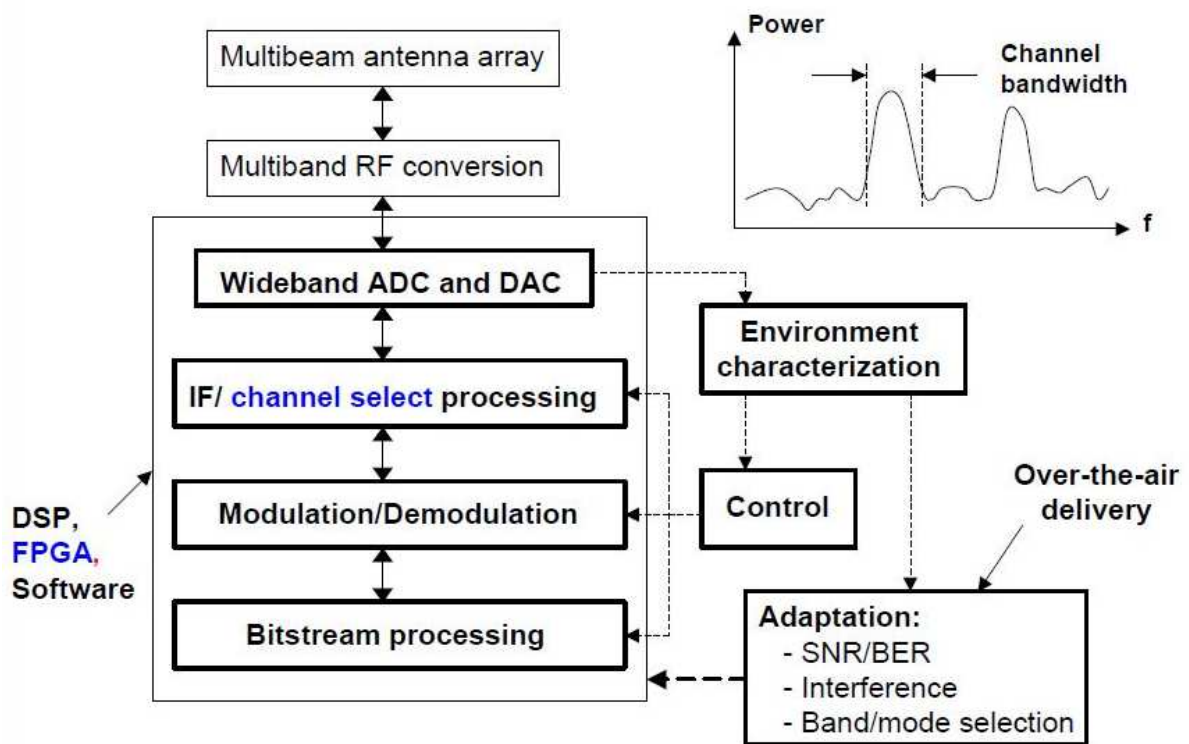 Multibeam antenna array
Multiband RF conversion
Wideband ADC and DAC
IF/ channel select processing
Modulation/Demodulation
Bitstream processing
DSP,
FPGA,
Software
Power
Channel
bandwidth
f
Environment
characterization
Control
Over-the-air
delivery
Adaptation:
- SNR/BER
- Interference
- Band/mode selection